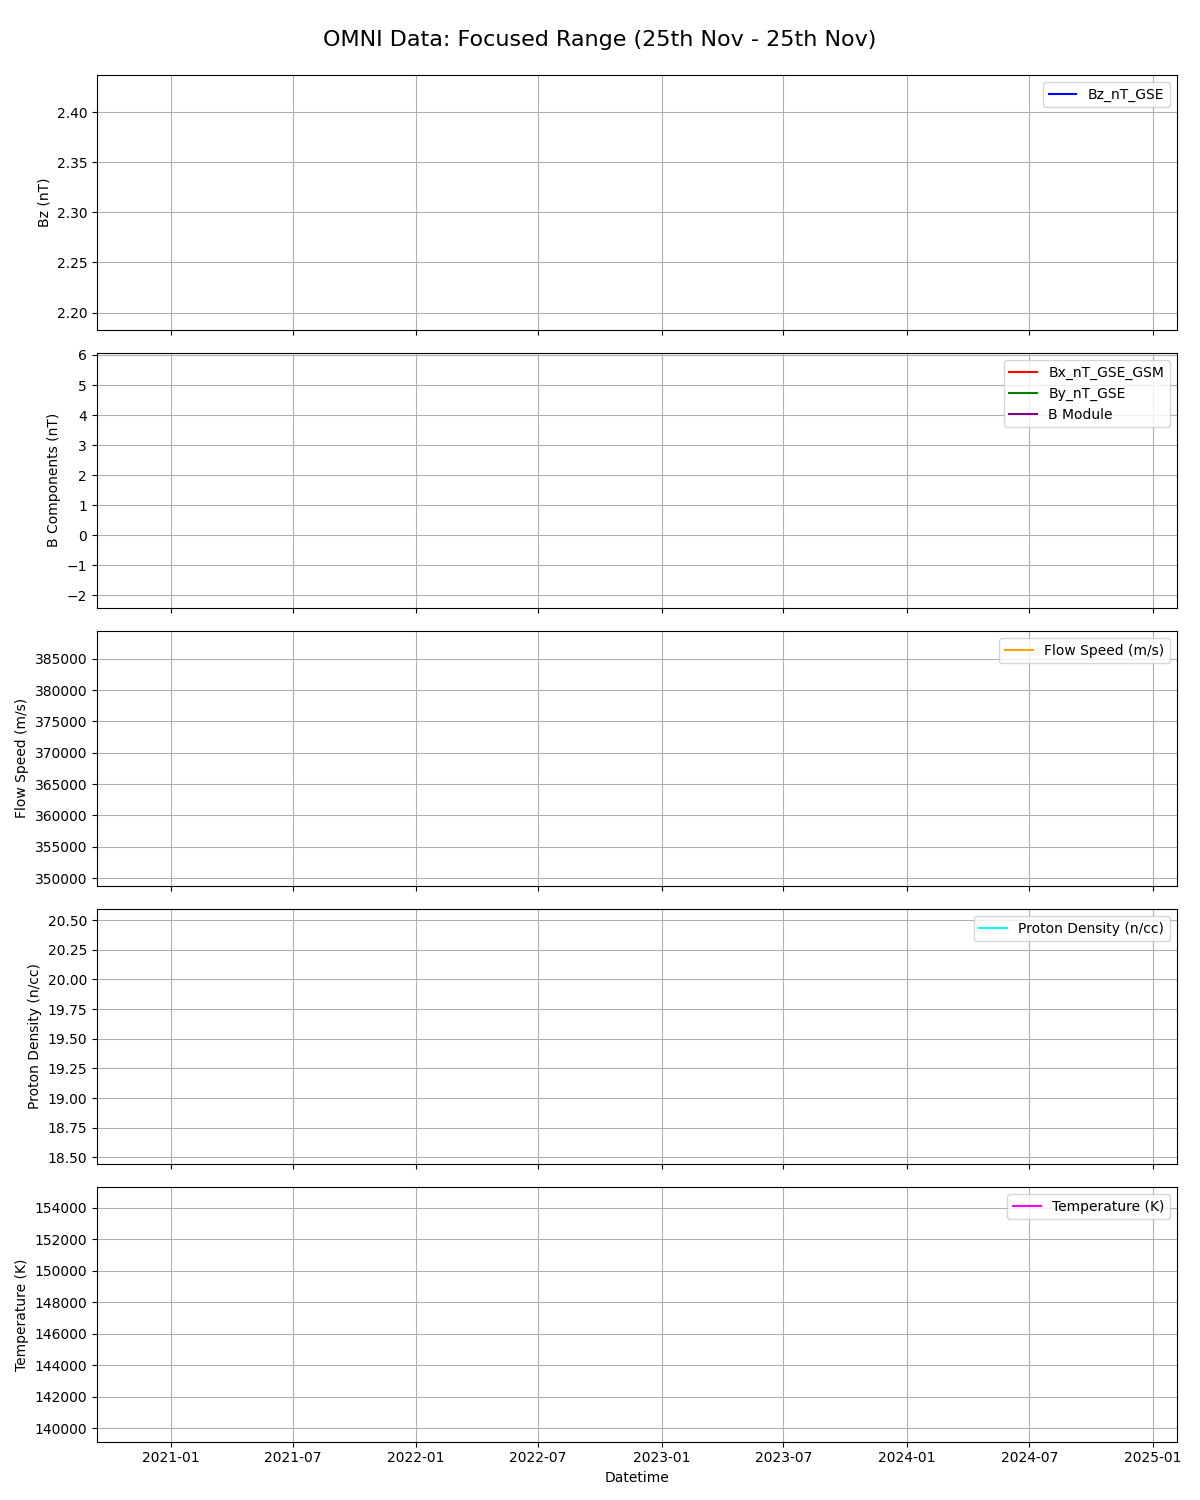 OMNI Data: Focused Range (25th Nov - 25th Nov)
Bz_nT_GSE
Bz (nT)
2.40
2.35
2.30
2.25
2.20
Bx_nT_GSE_GSM
By_nT_GSE
B Module
B Components (nT)
6
5
4
3
2
1
0
−1
−2
Flow Speed (m/s)
Flow Speed (m/s)
385000
380000
375000
370000
365000
360000
355000
350000
Proton Density (n/cc)
Proton Density (n/cc)
20.50
20.25
20.00
19.75
19.50
19.25
19.00
18.75
18.50
Temperature (K)
Temperature (K)
154000
152000
150000
148000
146000
144000
142000
140000
2021-01 2021-07 2022-01 2022-07 2023-01 2023-07 2024-01 2024-07 2025-01
Datetime